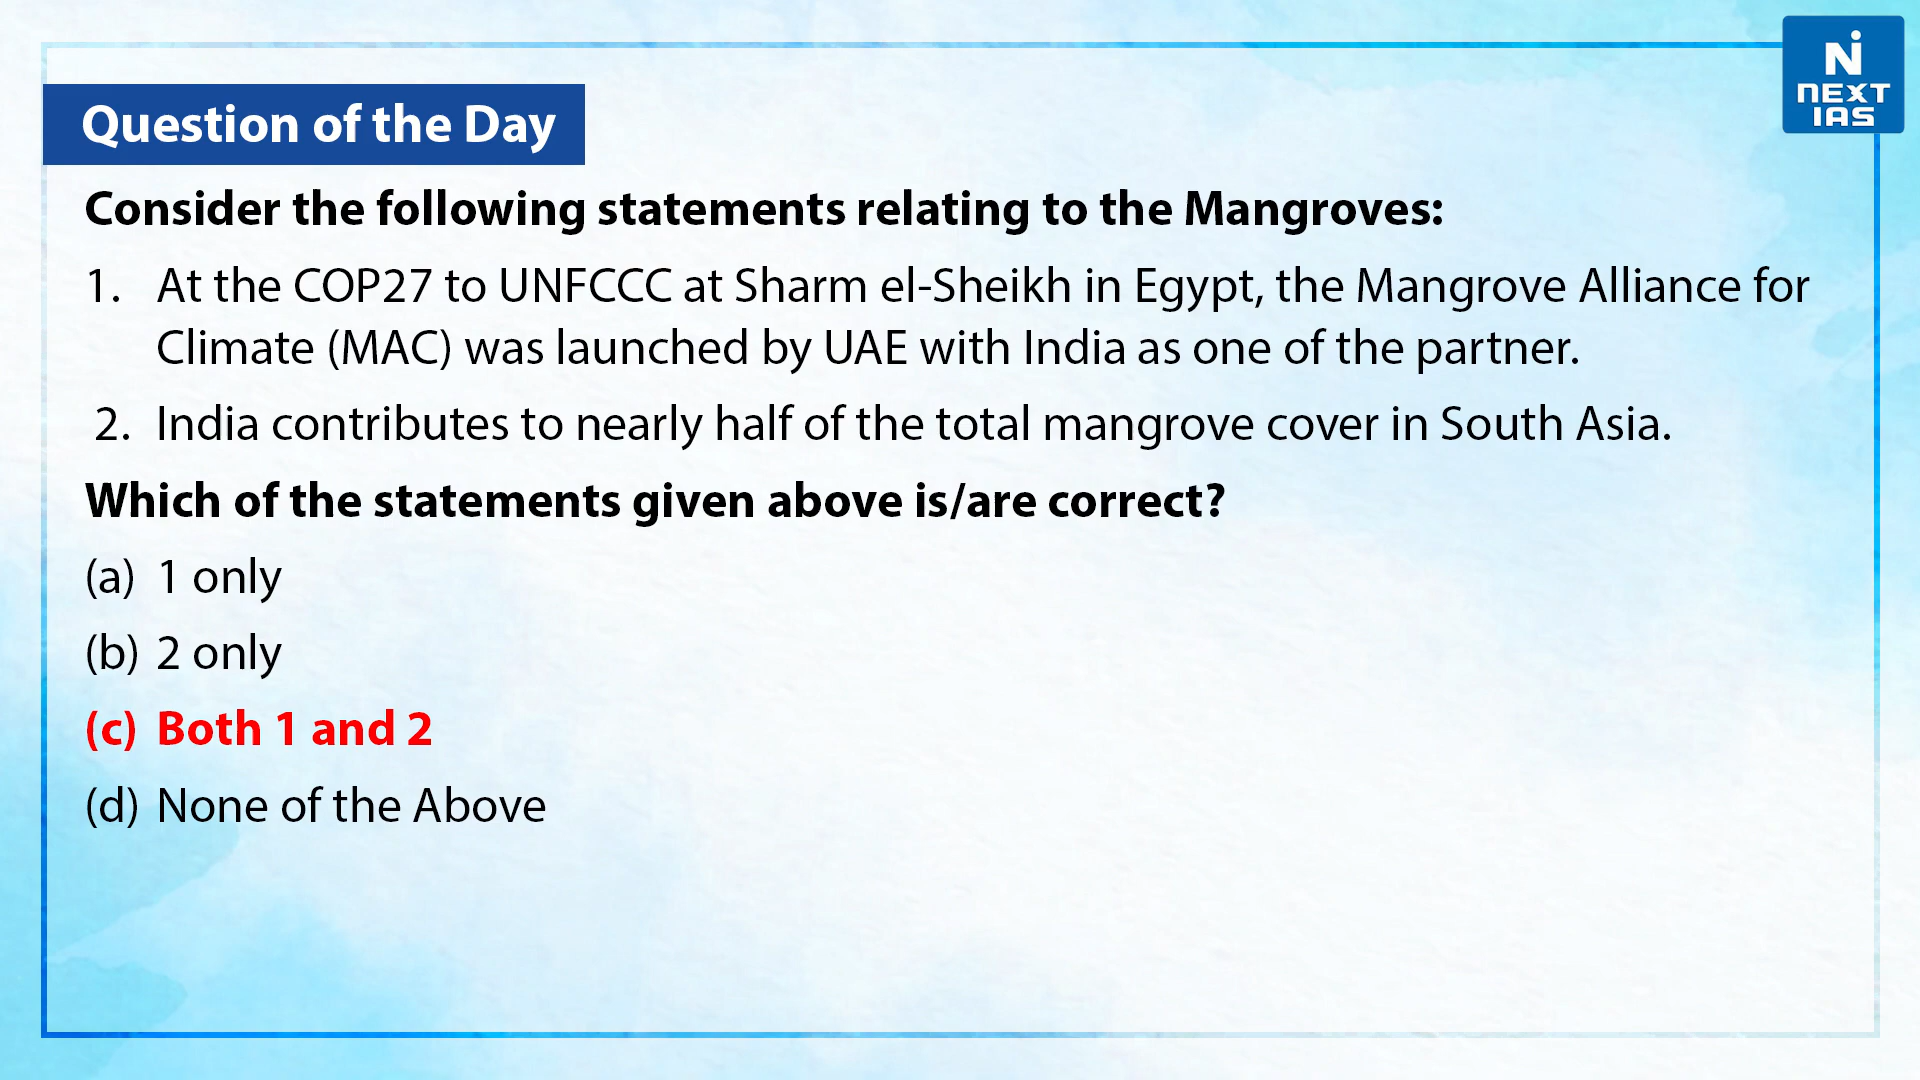 N
NEXT
IAS
Question of the Day
Consider the following statements relating to the Mangroves:
1. At the COP27 to UNFCCC at Sharm el-Sheikh in Egypt, the Mangrove Alliance for
Climate (MAC) was launched by UAE with India as one of the partner.
2. India contributes to nearly half of the total mangrove cover in South Asia.
Which of the statements given above is/are correct?
(a) 1 only
(b) 2 only
(c) Both 1 and 2
(d) None of the Above